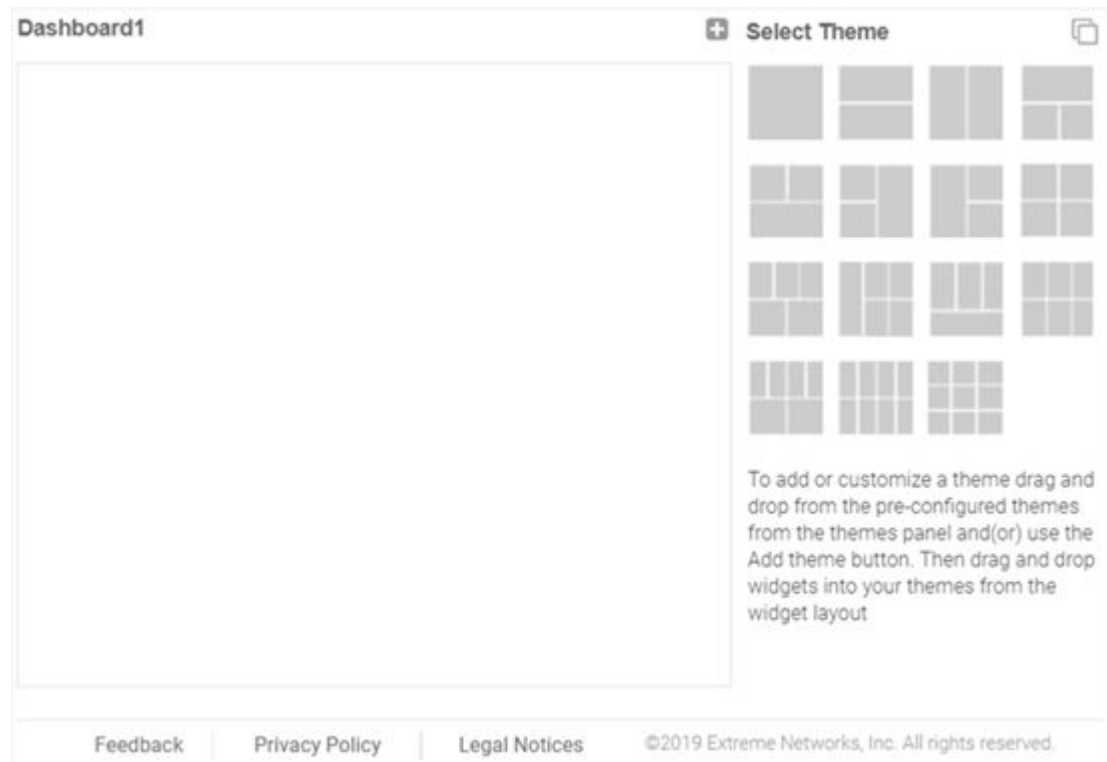 Dashboard1
Select Theme
To add or customize a theme drag and
drop from the pre-configured themes
from the themes panel and(or) use the
Add theme button. Then drag and drop
widgets into your themes from the
widget layout
Feedback Privacy Policy Legal Notices ©2019 Extreme Networks, Inc. All rights reserved.